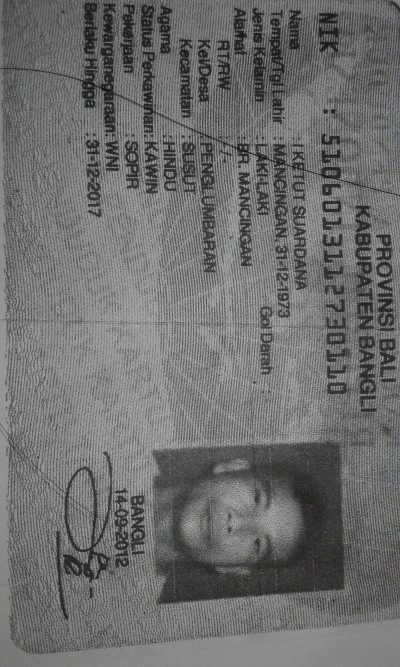 PROVINSI BALI
KABUPATEN BANGLI
NIK : 5106013112730110
Nama : I KETUT SUARDANA
Tempat/Tgl Lahir : MANCINGAN, 31-12-1973
Jenis Kelamin : LAKI-LAKI Gol Darah :
Alamat : BR. MANCINGAN
RT/RW : -/-
Kel/Desa : PENGLUMBARAN
Kecamatan : SUSUT
Agama : HINDU
Status Perkawinan: KAWIN
Pekerjaan : SOPIR
Kewarganegaraan: WNI
Berlaku Hingga : 31-12-2017
BANGLI
14-09-2012